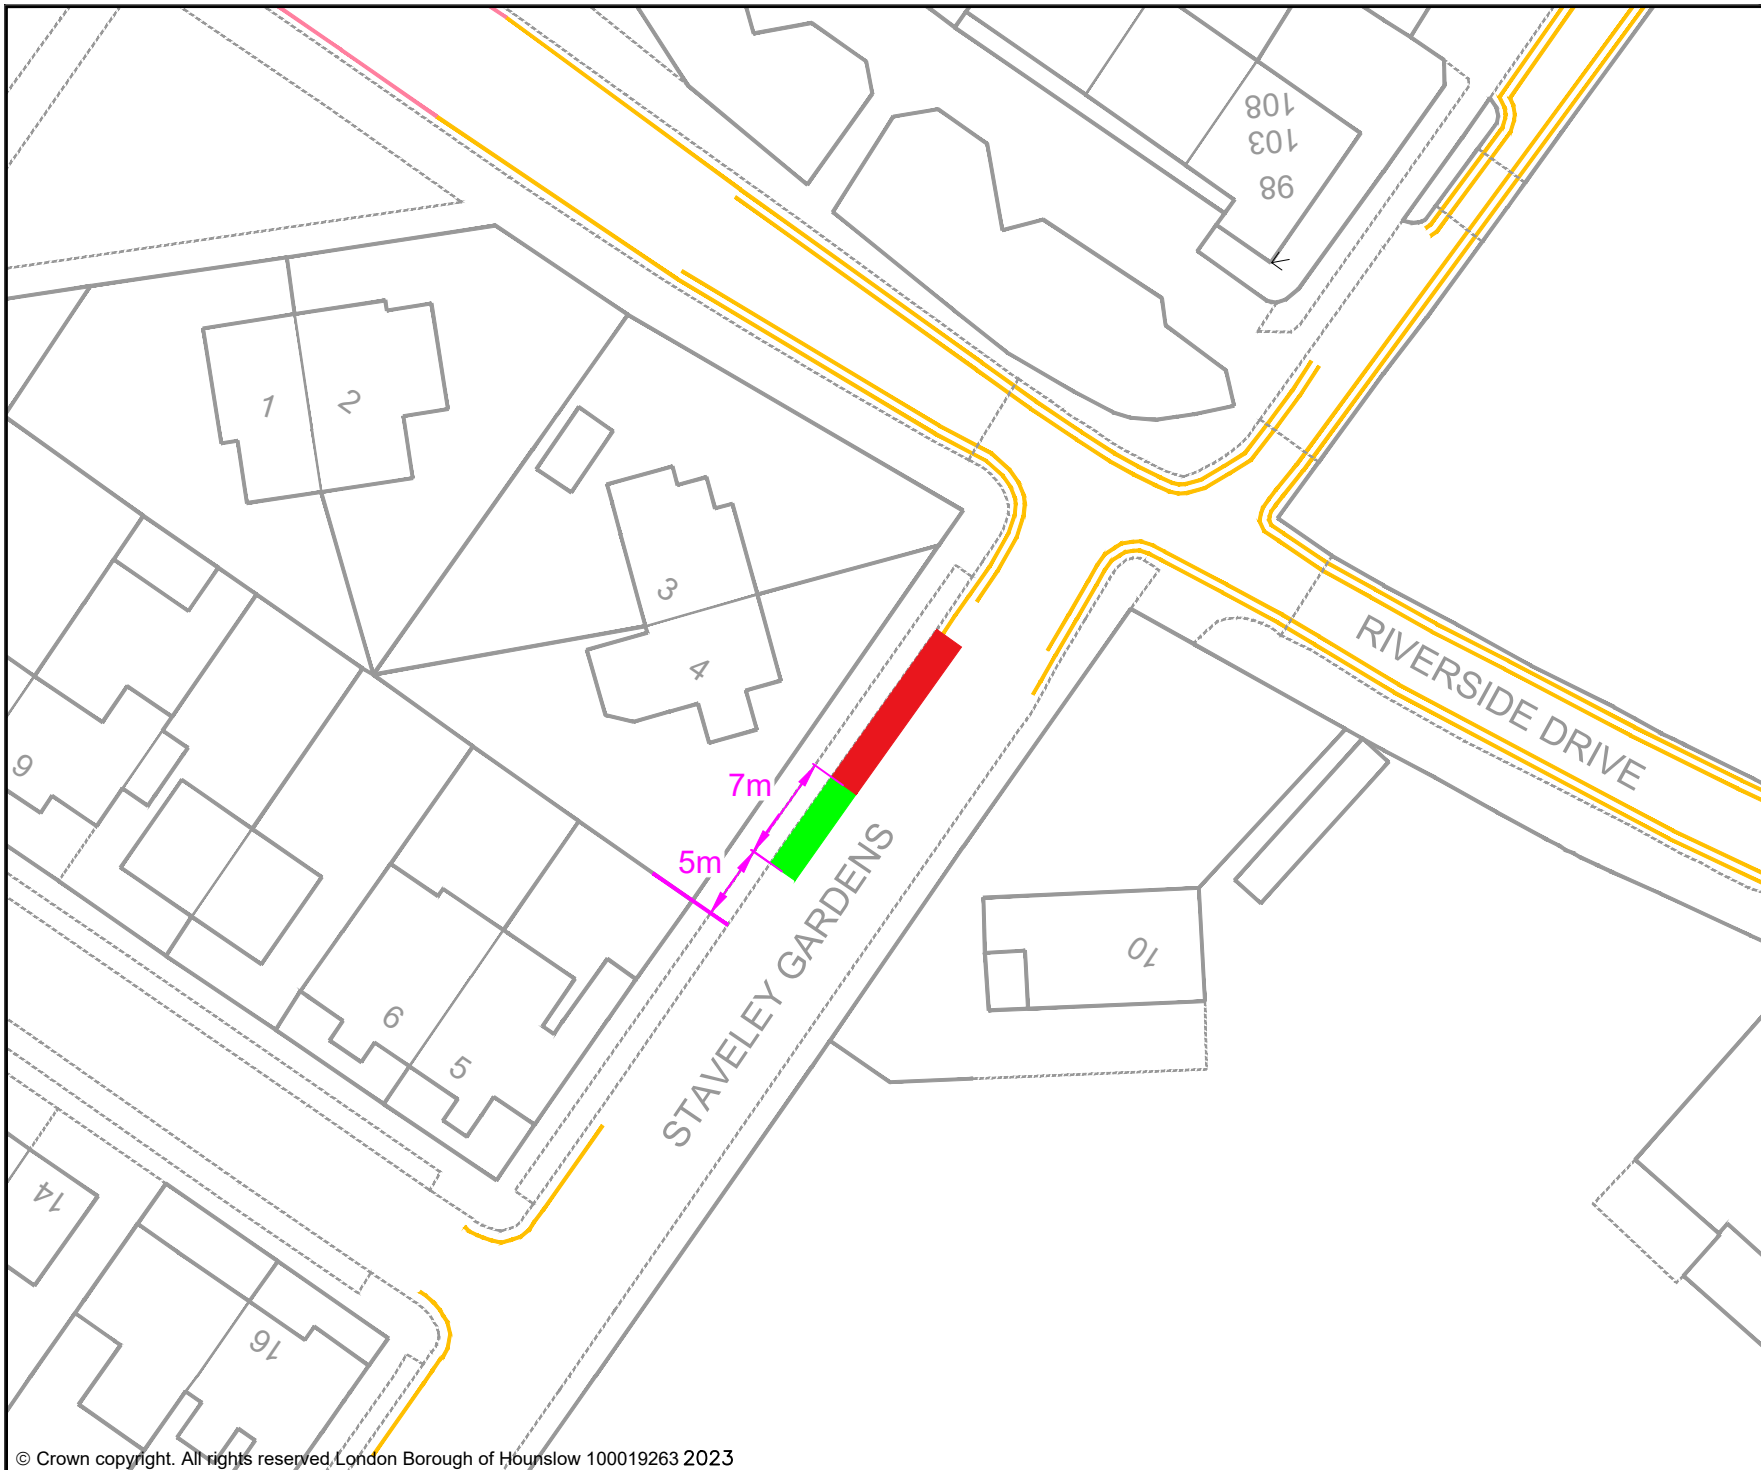 108
103
98
1
2
3
4
RIVERSIDE DRIVE
9
7m
5m
STAVELEY GARDENS
10
6
5
14
16
© Crown copyright. All rights reserved London Borough of Hounslow 100019263 2023